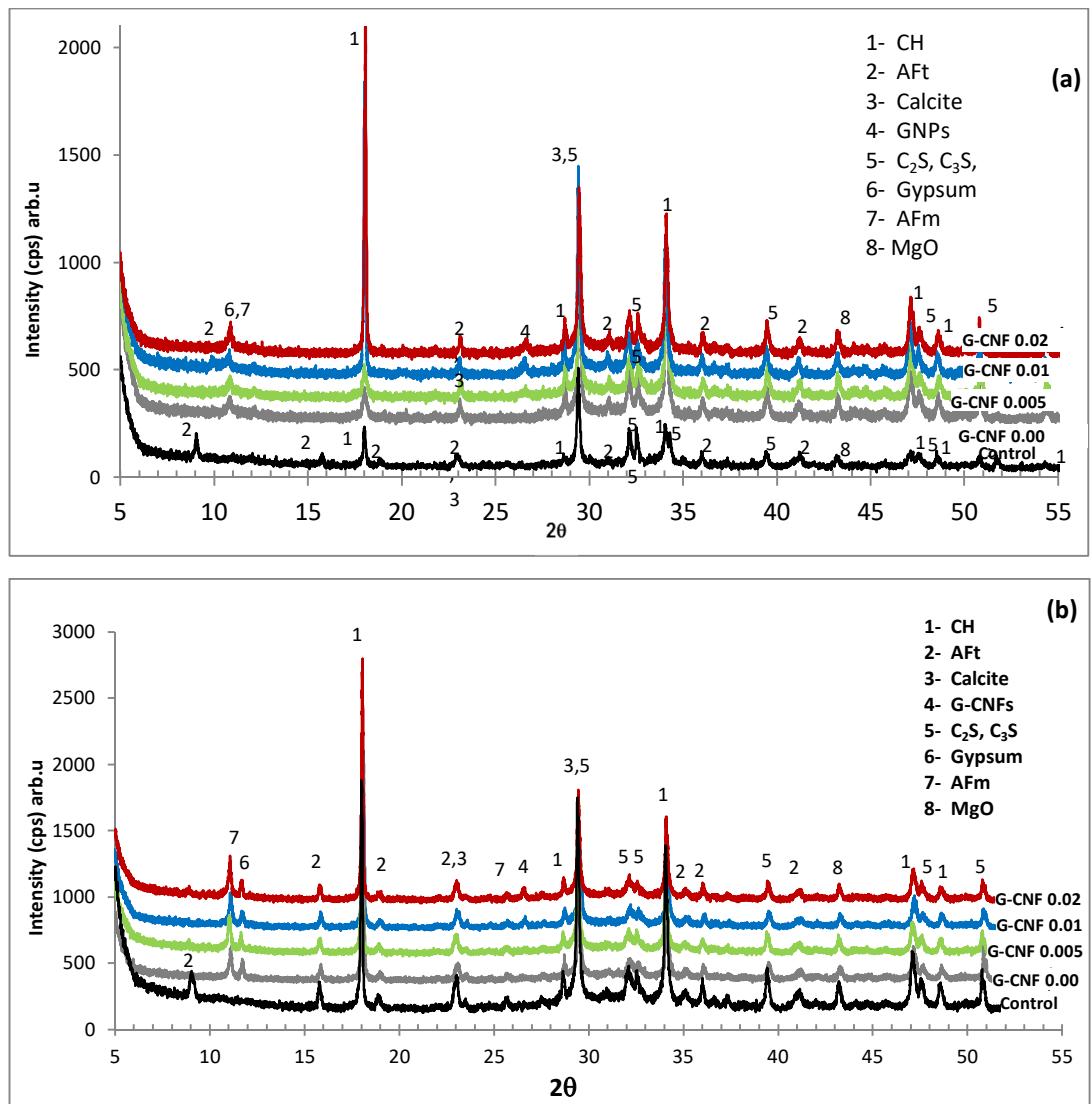 (a)
1- CH
2- AFt
3- Calcite
4- GNPs
5- C₂S, C₃S,
6- Gypsum
7- AFm
8- MgO
Intensity (cps) arb.u
2000
1500
1000
500
0
1
3,5
1
2
6,7
1
2
4
1
2
5
2
5
2
8
1
5
1
5
3
5
G-CNF 0.02
G-CNF 0.01
G-CNF 0.005
G-CNF 0.00
Control
2
2
1
2
2
,
3
1
2
5
5
1
5
2
5
2
8
1
5
1
1
5 10 15 20 25 30 35 40 45 50 55
2θ
(b)
1- CH
2- AFt
3- Calcite
4- G-CNFs
5- C₂S, C₃S
6- Gypsum
7- AFm
8- MgO
Intensity (cps) arb.u
3000
2500
2000
1500
1000
500
0
1
3,5
1
7
6
2
2
2,3
7
4
1
5
5
2
2
5
2
8
1
5
1
5
2
G-CNF 0.02
G-CNF 0.01
G-CNF 0.005
G-CNF 0.00
Control
5 10 15 20 25 30 35 40 45 50 55
2θ